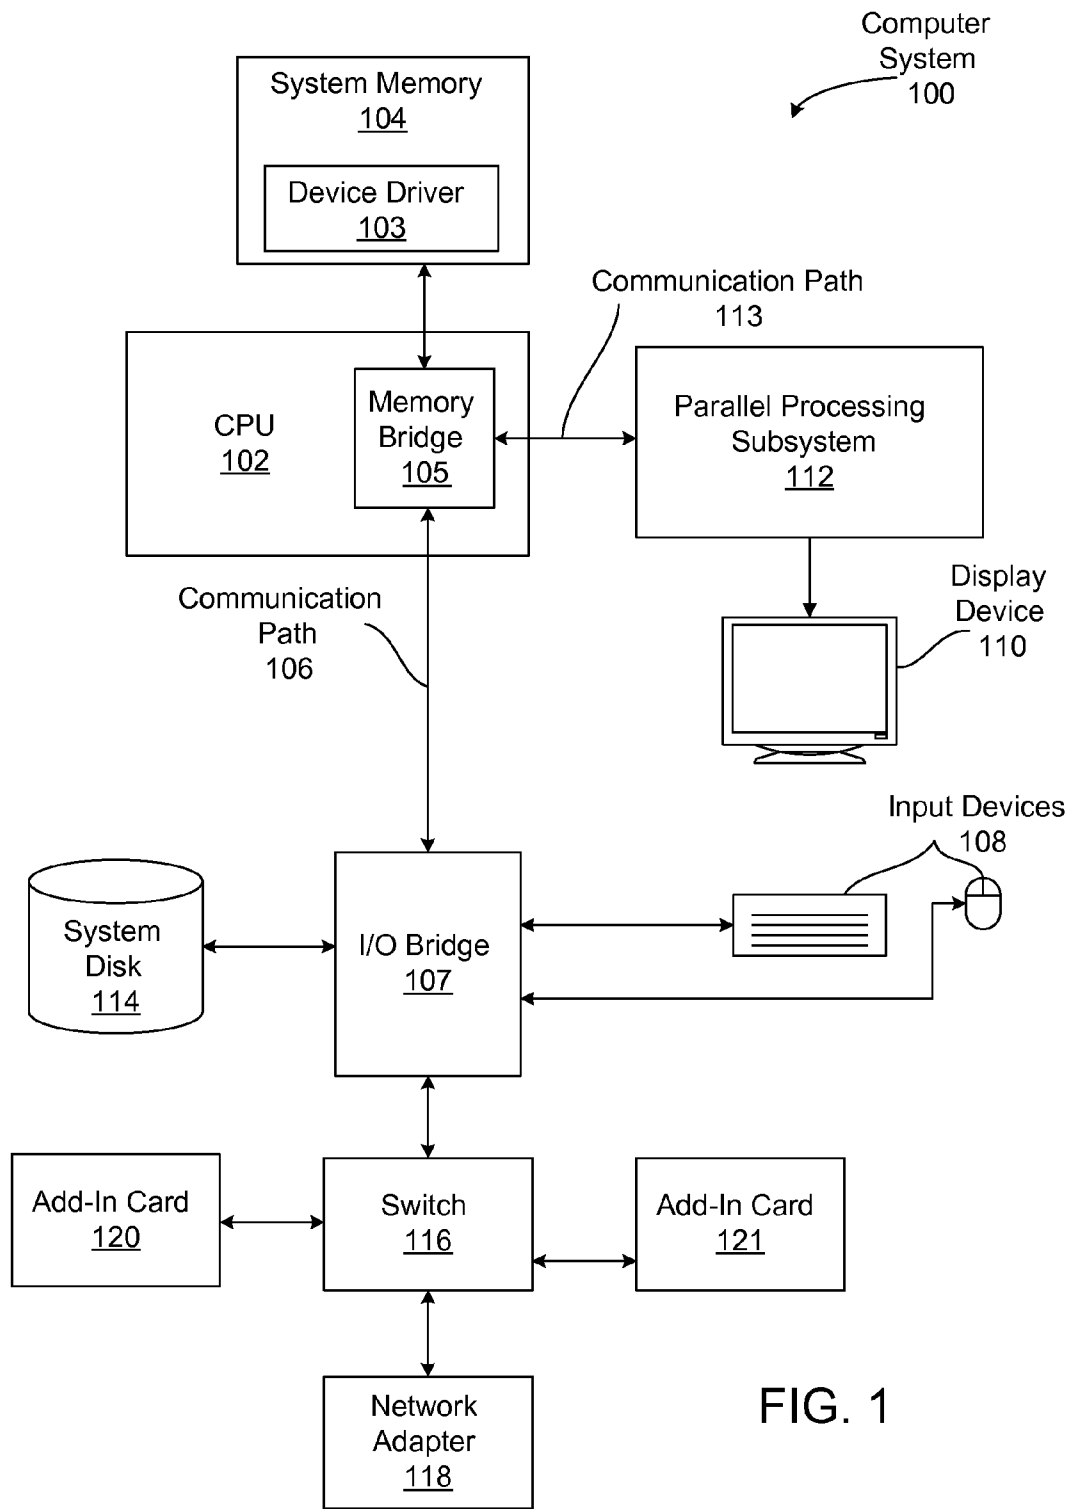 Computer
System
100
System Memory
104
Device Driver
103
Communication Path
113
CPU
102
Memory
Bridge
105
Parallel Processing
Subsystem
112
Communication
Path
106
Display
Device
110
Input Devices
108
System
Disk
114
I/O Bridge
107
Add-In Card
120
Switch
116
Add-In Card
121
Network
Adapter
118
FIG. 1